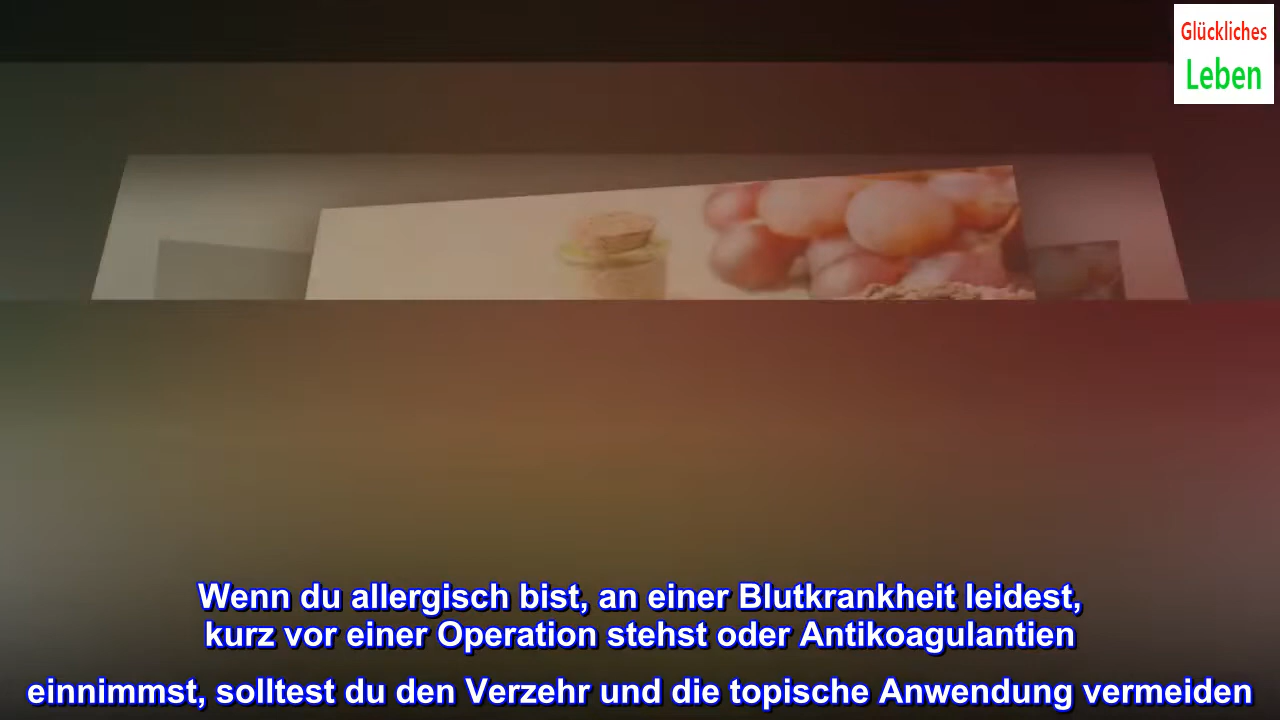 Glückliches
Leben
Wenn du allergisch bist, an einer Blutkrankheit leidest,
kurz vor einer Operation stehst oder Antikoagulantien
einnimmst, solltest du den Verzehr und die topische Anwendung vermeiden